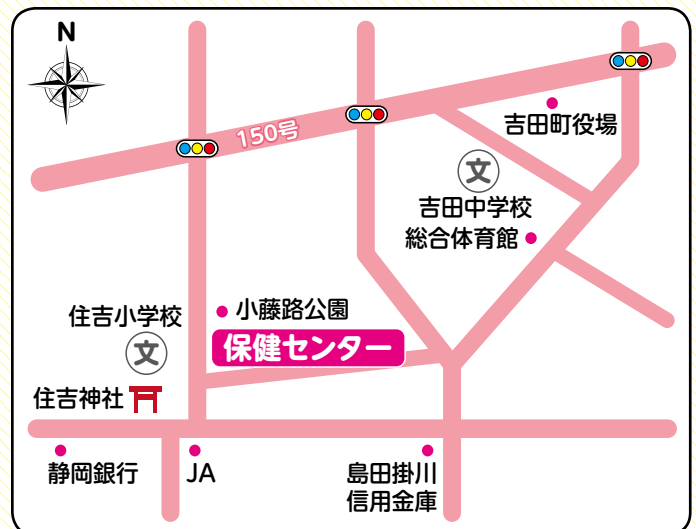 N
150号
吉田町役場
文
吉田中学校
総合体育館
小藤路公園
住吉小学校
文
保健センター
住吉神社
静岡銀行
JA
島田掛川
信用金庫